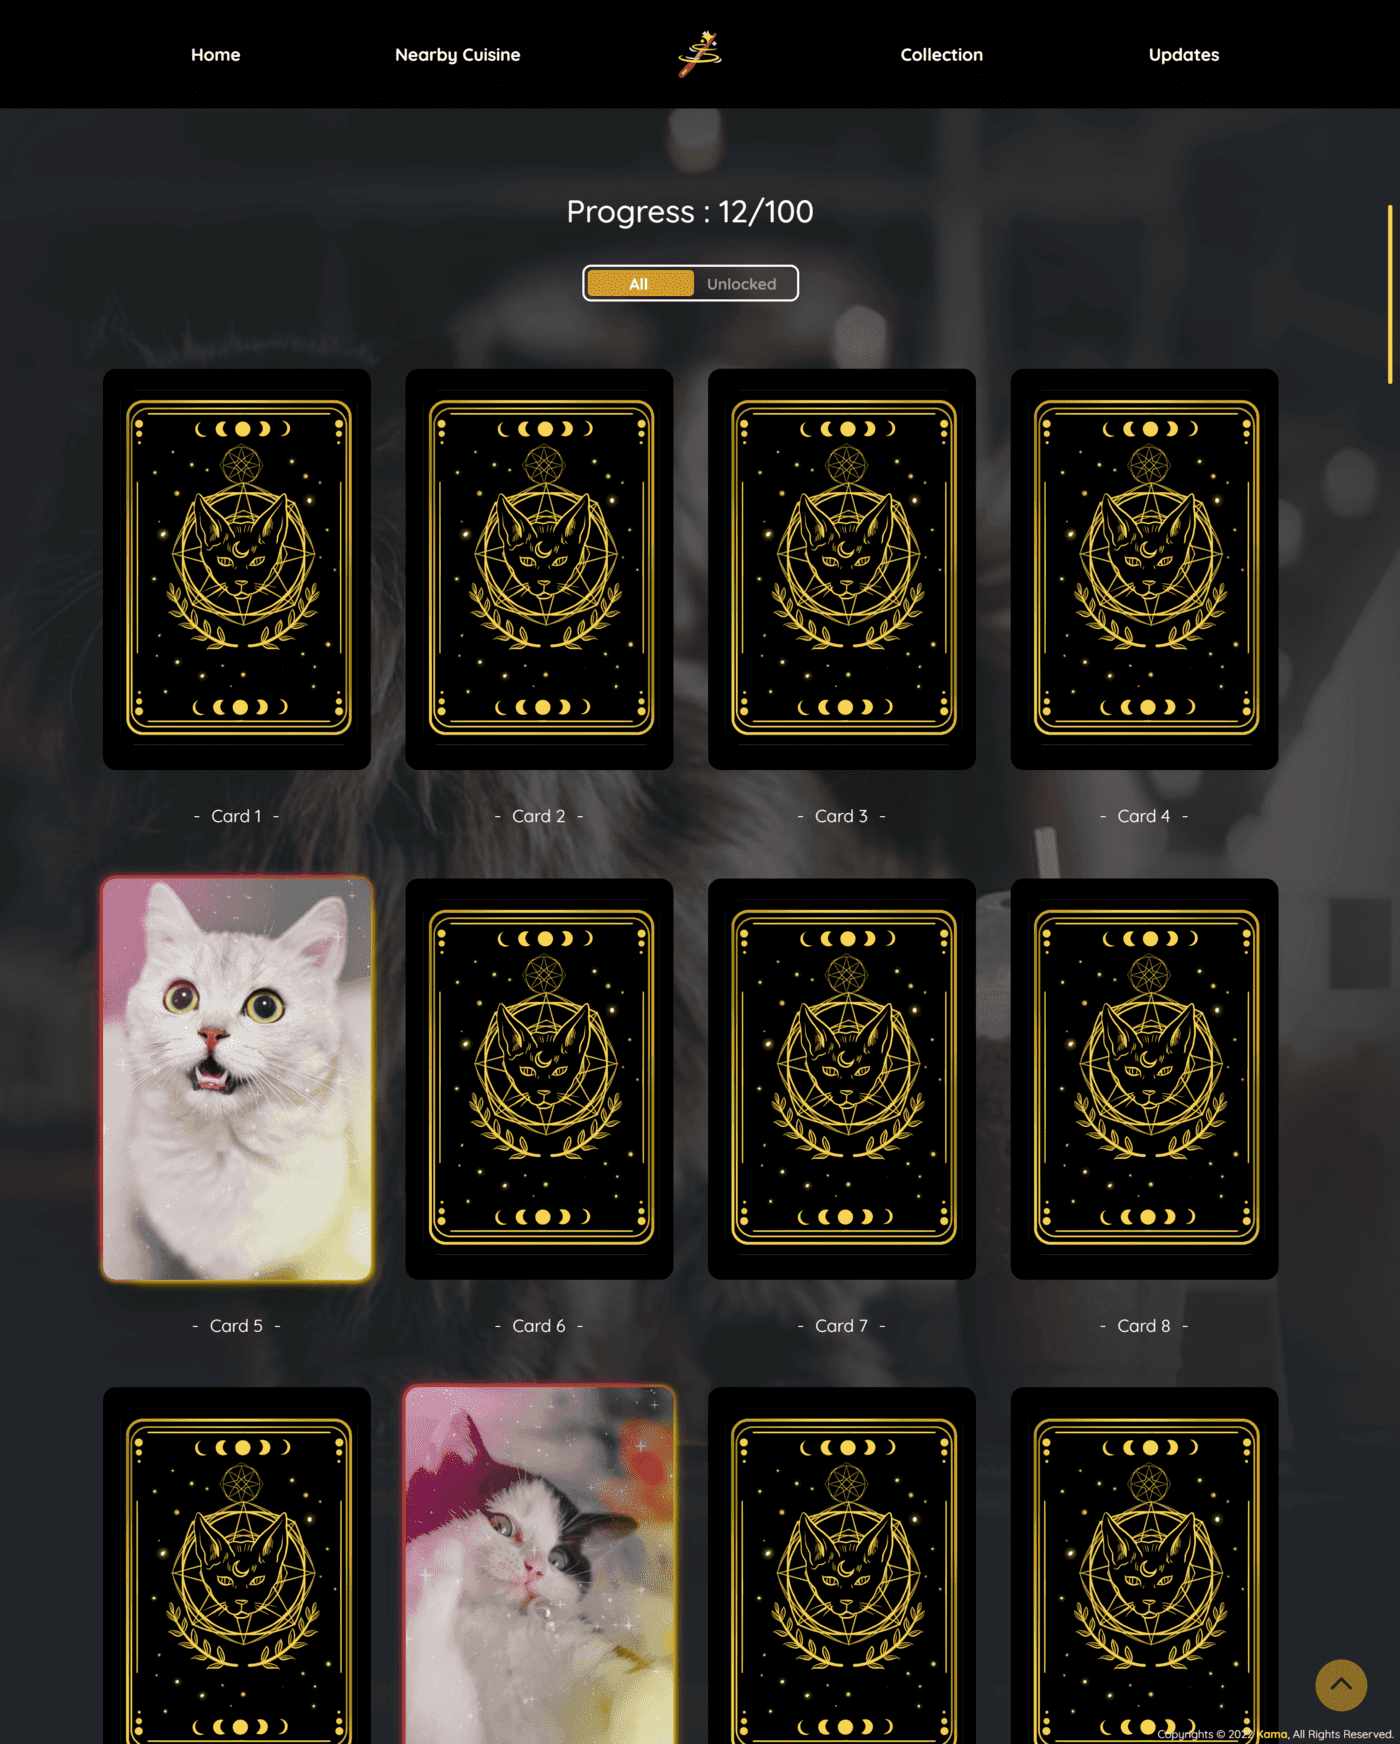 Home
Nearby Cuisine
Collection
Updates
Progress : 12/100
All
Unlocked
- Card 1 -
- Card 2 -
- Card 3 -
- Card 4 -
- Card 5 -
- Card 6 -
- Card 7 -
- Card 8 -
Copyrights © 2022 Kama, All Rights Reserved.